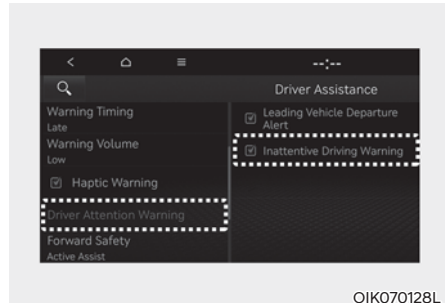 --:--
Driver Assistance
Warning Timing
Late
Warning Volume
Low
Haptic Warning
Driver Attention Warning
Forward Safety
Active Assist
Leading Vehicle Departure
Alert
Inattentive Driving Warning
OIK070128L